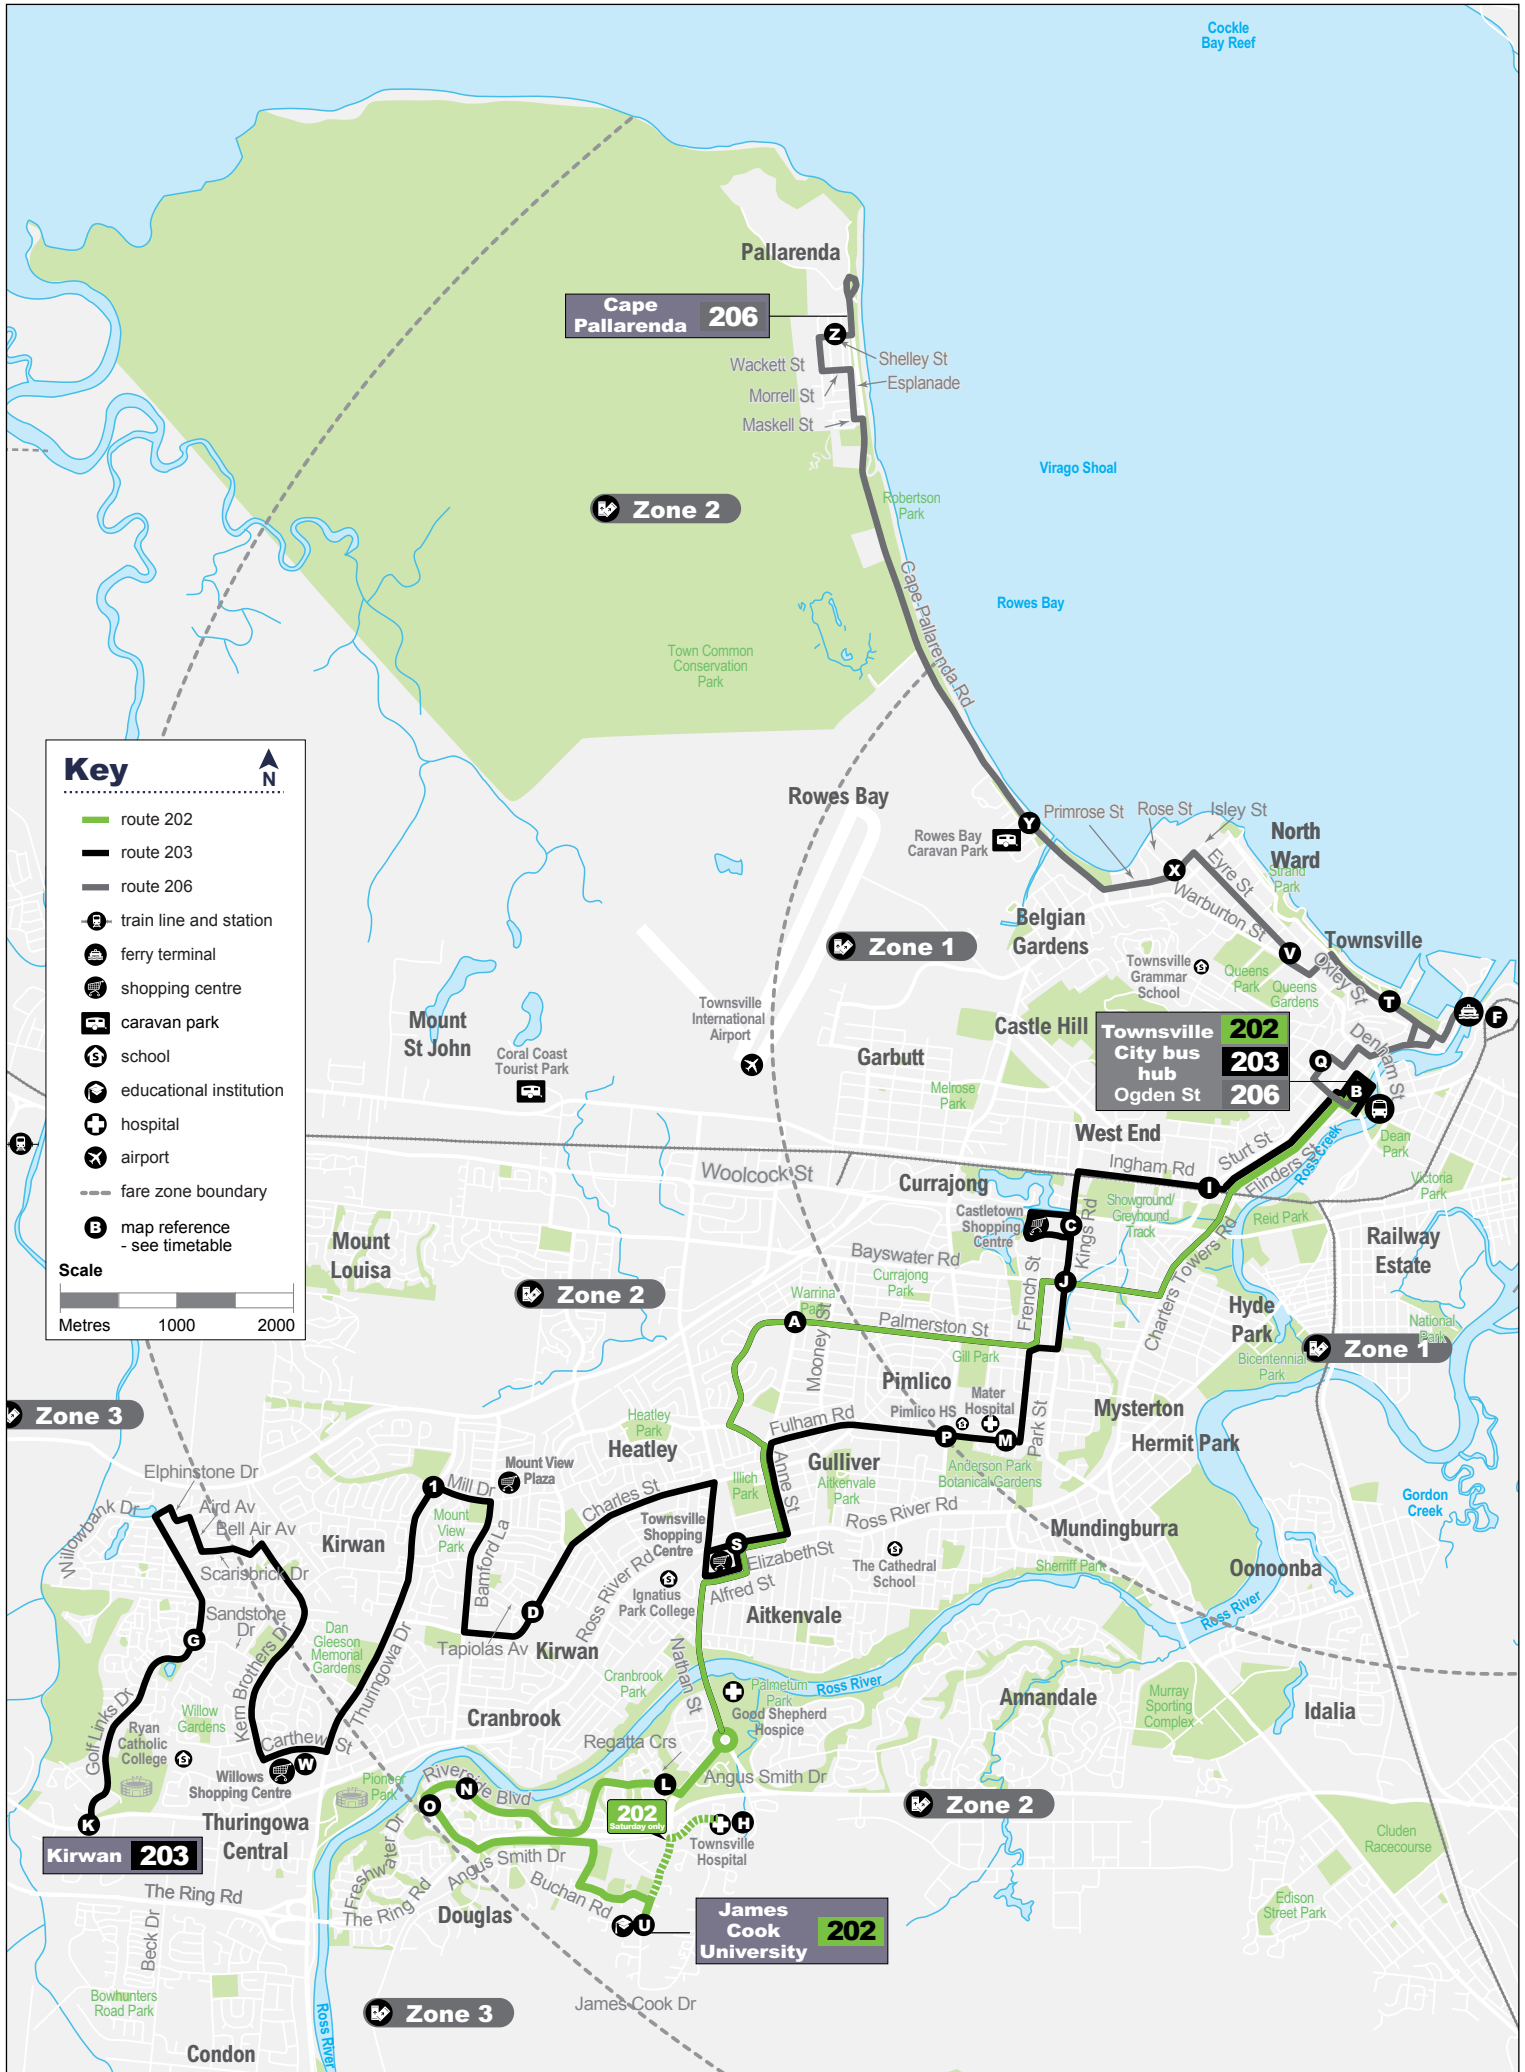 Cockle
Bay Reef
Pallarenda
Cape
Pallarenda 206
Z
Shelley St
Wackett St
Esplanade
Morrell St
Maskell St
Virago Shoal
Robertson
Park
Zone 2
Cape Pallarenda Rd
Rowes Bay
Town Common
Conservation
Park
Key
N
route 202
route 203
route 206
train line and station
ferry terminal
shopping centre
caravan park
school
educational institution
hospital
airport
fare zone boundary
B
map reference
- see timetable
Scale
Metres 1000 2000
Rowes Bay
Y
Rowes Bay
Caravan Park
Primrose St
Rose St
Isley St
North
Ward
Strand
Park
X
Eyre St
Warburton St
Belgian
Gardens
Zone 1
V
Townsville
Oxley St
Townsville
Grammar
School
Queens
Park
Queens
Gardens
T
F
Townsville
International
Airport
Mount
St John
Coral Coast
Tourist Park
Castle Hill
Garbutt
Melrose
Park
Townsville
City bus
hub
Ogden St
202
203
206
Denham St
Q
B
Dean
Park
Ross Creek
Victoria
Park
West End
Sturt St
Flinders St
Ingham Rd
I
Woolcock St
Currajong
Castletown
Shopping
Centre
C
Kings Rd
Showground/
Greyhound
Track
Reid Park
Railway
Estate
Mount
Louisa
Bayswater Rd
Currajong
Park
French St
J
Charters Towers Rd
Hyde
Park
National
Park
Zone 2
Warrina
Park
A
Mooney St
Palmerston St
Gill Park
Zone 1
Bicentennial
Park
Pimlico
Mater
Hospital
Pimlico HS
Park St
Mysterton
Hermit Park
Zone 3
Heatley
Park
Heatley
Fulham Rd
P
M
Gulliver
Anderson Park
Botanical Gardens
Aitkenvale
Park
Anne St
Illich
Park
Elphinstone Dr
Willowbank Dr
Aird Av
Bell Air Av
Scarisbrick Dr
Kirwan
1
Mill Dr
Mount View
Plaza
Mount
View
Park
Bamford La
Charles St
Townsville
Shopping
Centre
S
Ross River Rd
Elizabeth St
The Cathedral
School
Gordon
Creek
Mundingburra
Sherriff Park
Oonoonba
Ross River
Alfred St
Ross River Rd
Ignatius
Park College
Aitkenvale
Sandstone
Dr
G
Kern Brothers Dr
Dan
Gleeson
Memorial
Gardens
Thuringowa Dr
D
Tapiolas Av
Kirwan
Nathan St
Cranbrook
Park
Palmetum
Park
Good Shepherd
Hospice
Ross River
Annandale
Murray
Sporting
Complex
Idalia
Golf Links Dr
Willow
Gardens
Ryan
Catholic
College
Carthew St
Willows
Shopping Centre
W
Cranbrook
Regatta Crs
L
Angus Smith Dr
Riverside Blvd
N
O
Pioneer
Park
Zone 2
K
Kirwan 203
Thuringowa
Central
202
Saturday only
H
Townsville
Hospital
Cluden
Racecourse
Freshwater Dr
Angus Smith Dr
Buchan Rd
The Ring Rd
The Ring Rd
Douglas
U
James
Cook
University
202
Edison
Street Park
Beck Dr
Bowhunters
Road Park
Zone 3
James Cook Dr
Ross River
Condon